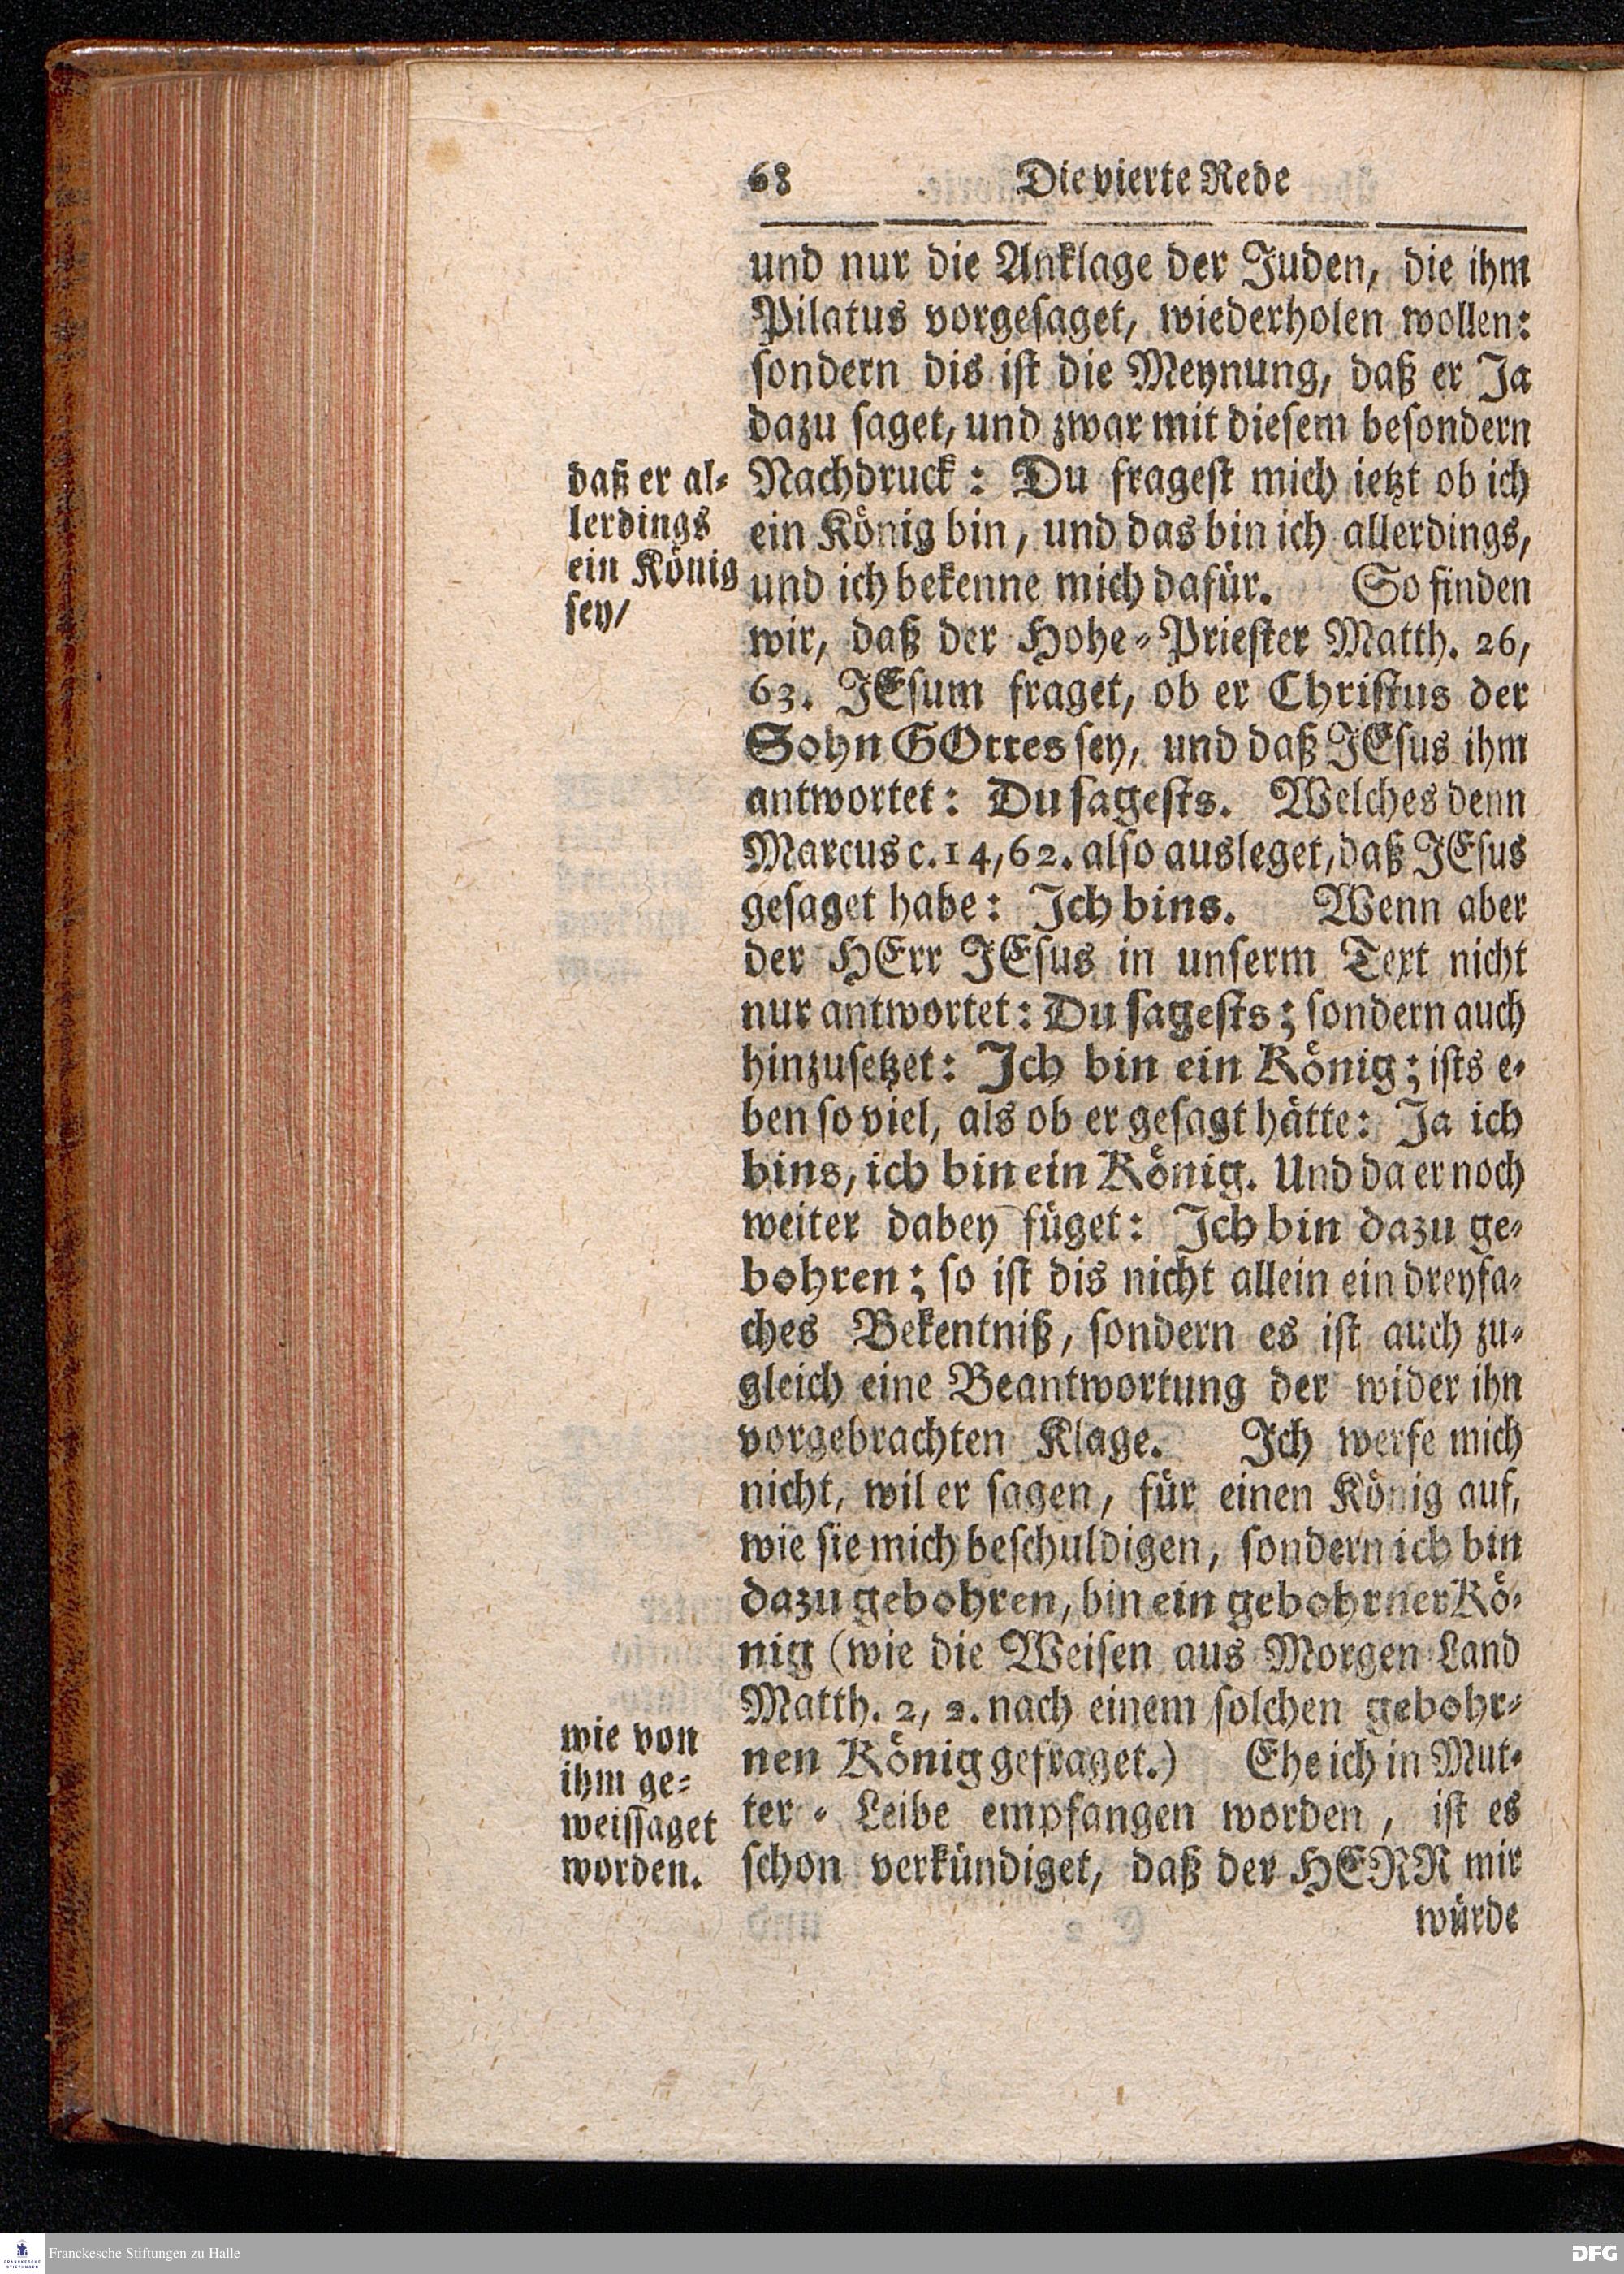 68 Die vierte Rede
und nur die Anklage der Juden, die ihm
Pilatus vorgesaget, wiederholen wollen:
sondern dis ist die Meynung, daß er Ja
dazu saget, und zwar mit diesem besondern
Nachdruck: Du fragest mich ietzt ob ich
ein König bin, und das bin ich allerdings,
und ich bekenne mich dafür. So finden
wir, daß der Hohe-Priester Matth. 26,
63. JEsum fraget, ob er Christus der
Sohn GOttes sey, und daß JEsus ihm
antwortet: Du sagests. Welches denn
Marcus c. 14, 62. also ausleget, daß JEsus
gesaget habe: Ich bins. Wenn aber
der HErr JEsus in unserm Text nicht
nur antwortet: Du sagests; sondern auch
hinzusetzet: Ich bin ein König; ists e-
ben so viel, als ob er gesagt hätte: Ja ich
bins, ich bin ein König. Und da er noch
weiter dabey füget: Ich bin dazu ge-
bohren; so ist dis nicht allein ein dreyfa-
ches Bekentniß, sondern es ist auch zu-
gleich eine Beantwortung der wider ihn
vorgebrachten Klage. Ich werfe mich
nicht, wil er sagen, für einen König auf,
wie sie mich beschuldigen, sondern ich bin
dazu gebohren, bin ein gebohrner Kö-
nig (wie die Weisen aus Morgen Land
Matth. 2, 2. nach einem solchen gebohr-
nen König gefraget.) Ehe ich in Mut-
ter-Leibe empfangen worden, ist es
schon verkündiget, daß der HERR mir
würde
daß er al-
lerdings
ein König
sey/
wie von
ihm ge-
weissaget
worden.
FRANCKESCHE
STIFTUNGEN
Franckesche Stiftungen zu Halle
DFG